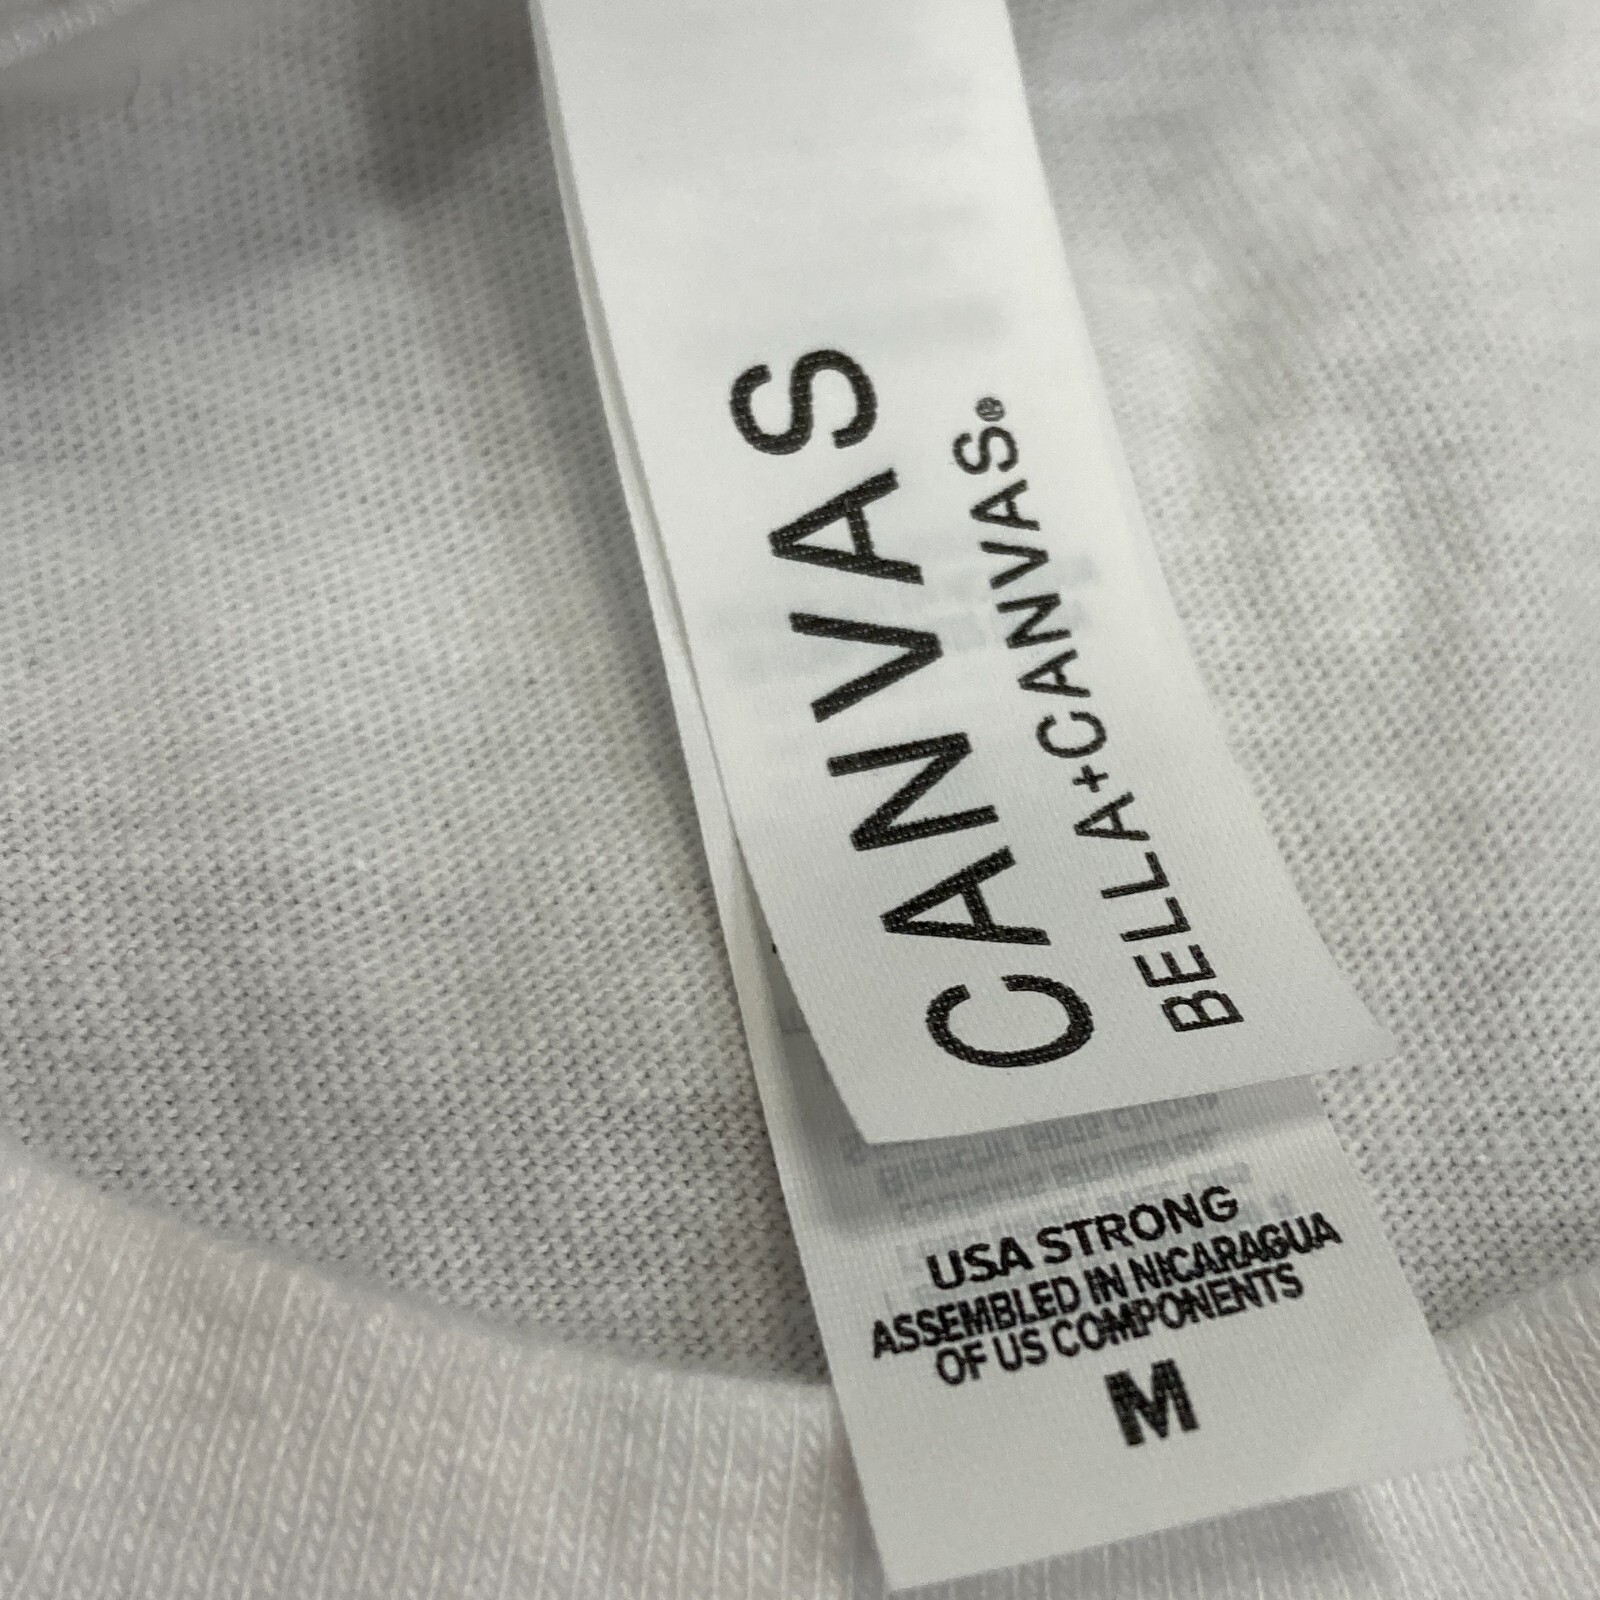 CANVAS
BELLA+CANVAS®
USA STRONG
ASSEMBLED IN NICARAGUA
OF US COMPONENTS
M